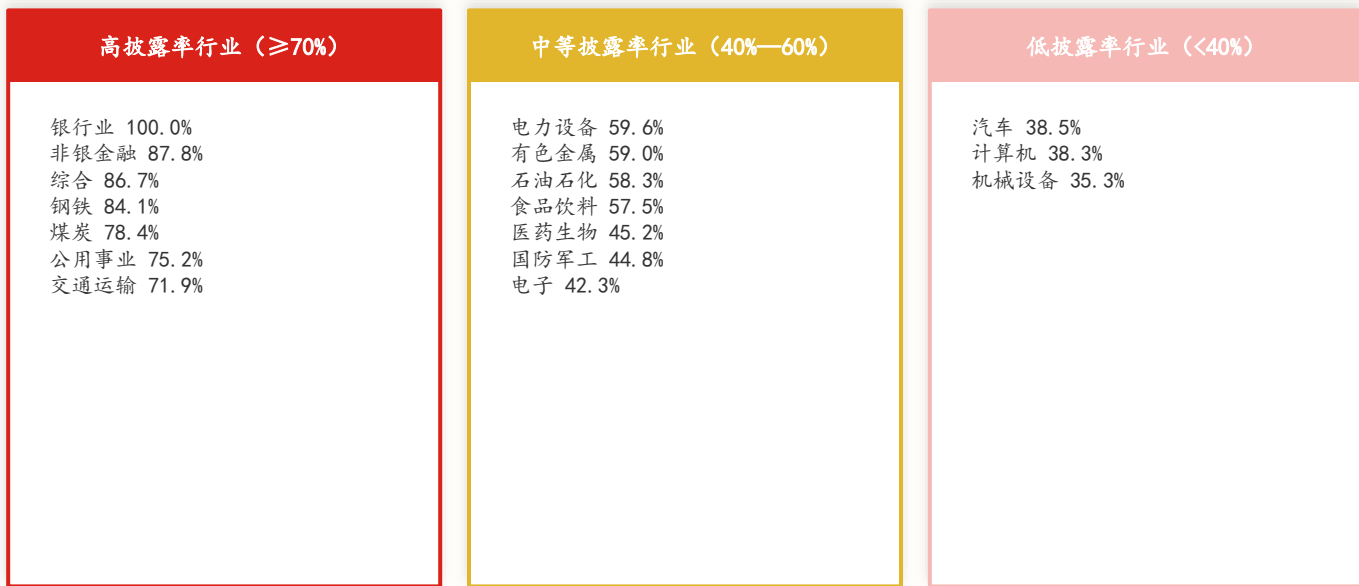 高披露率行业（≥70%）
银行业 100.0%
非银金融 87.8%
综合 86.7%
钢铁 84.1%
煤炭 78.4%
公用事业 75.2%
交通运输 71.9%
中等披露率行业（40%—60%）
电力设备 59.6%
有色金属 59.0%
石油石化 58.3%
食品饮料 57.5%
医药生物 45.2%
国防军工 44.8%
电子 42.3%
低披露率行业（<40%）
汽车 38.5%
计算机 38.3%
机械设备 35.3%